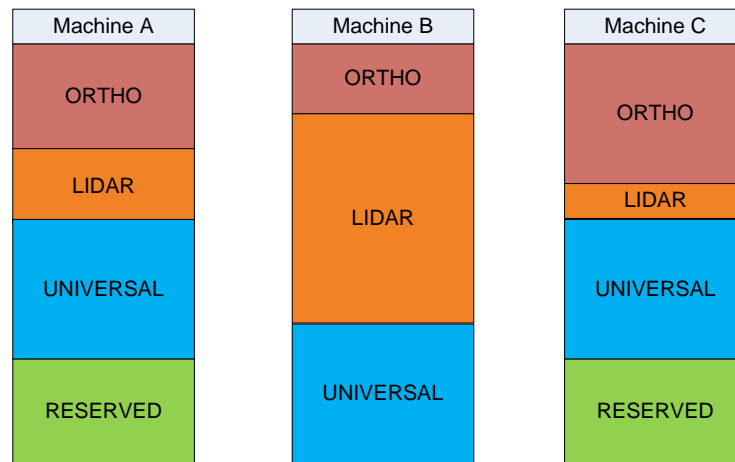 Machine A
ORTHO
LIDAR
UNIVERSAL
RESERVED
Machine B
ORTHO
LIDAR
UNIVERSAL
Machine C
ORTHO
LIDAR
UNIVERSAL
RESERVED